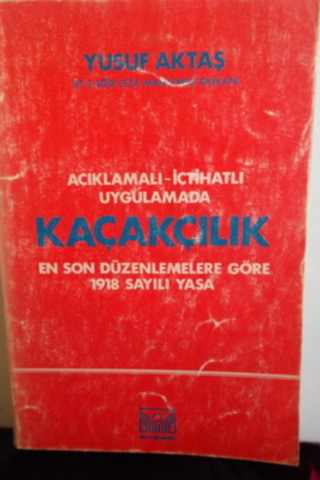 YUSUF AKTAŞ
AÇIKLAMALI-İÇTİHATLI
UYGULAMADA
KAÇAKÇILIK
EN SON DÜZENLEMELERE GÖRE
1918 SAYILI YASA